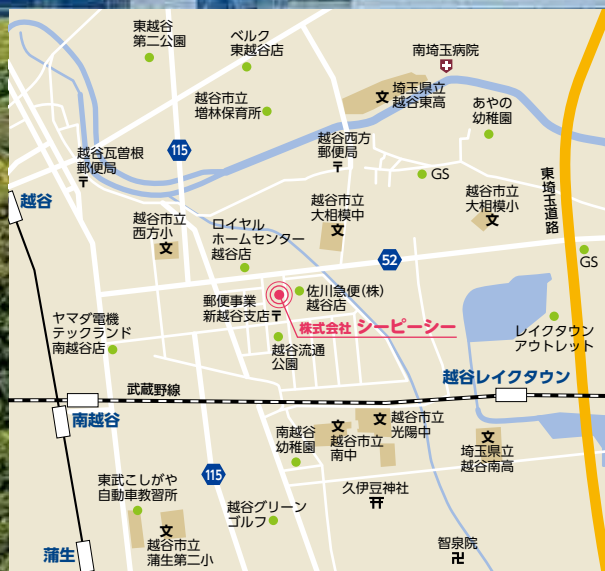 東越谷
第二公園
ベルク
東越谷店
南埼玉病院
越谷市立
増林保育所
文
埼玉県立
越谷東高
あやの
幼稚園
115
越谷瓦曽根
郵便局
〒
越谷西方
郵便局
〒
GS
東埼玉道路
越谷
越谷市立
西方小
文
ロイヤル
ホームセンター
越谷店
越谷市立
大相模中
文
越谷市立
大相模小
文
52
GS
郵便事業
新越谷支店〒
佐川急便(株)
越谷店
株式会社 シーピーシー
ヤマダ電機
テックランド
南越谷店
越谷流通
公園
レイクタウン
アウトレット
武蔵野線
越谷レイクタウン
南越谷
南越谷
幼稚園
文
越谷市立
南中
文
越谷市立
光陽中
文
埼玉県立
越谷南高
115
東武こしがや
自動車教習所
越谷グリーン
ゴルフ
久伊豆神社
文
越谷市立
蒲生第二小
智泉院
卍
蒲生